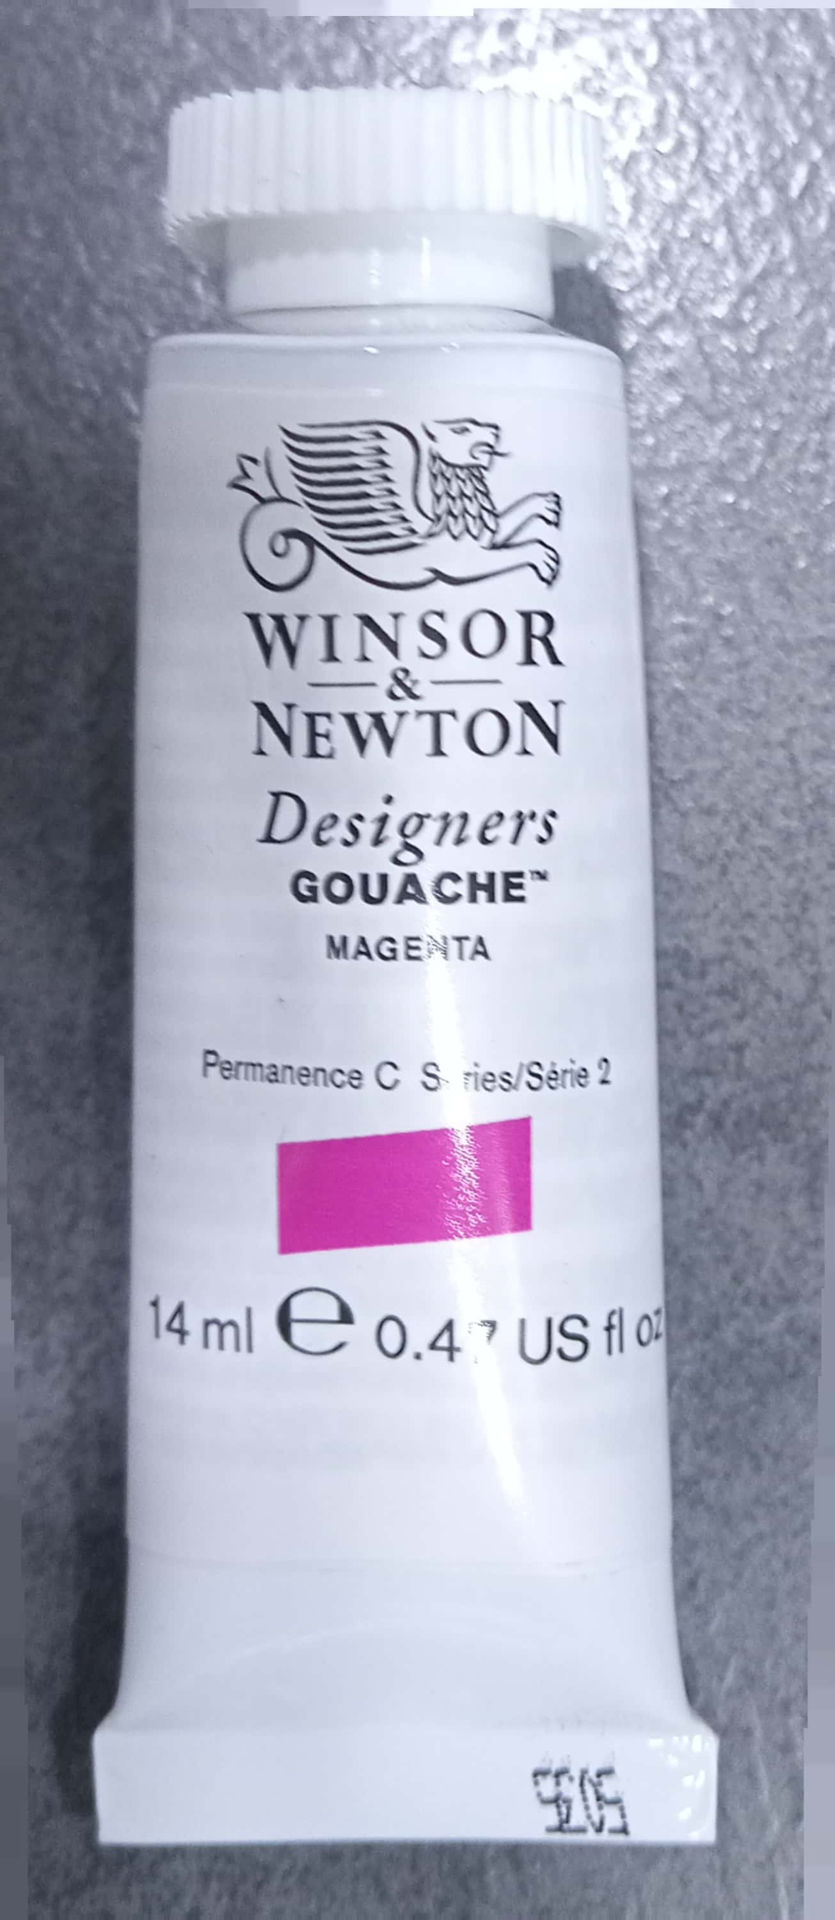 WINSOR
&
NEWTON
Designers
GOUACHE™
MAGENTA
Permanence C Series/Série 2
14 ml ℮ 0.47 US fl oz